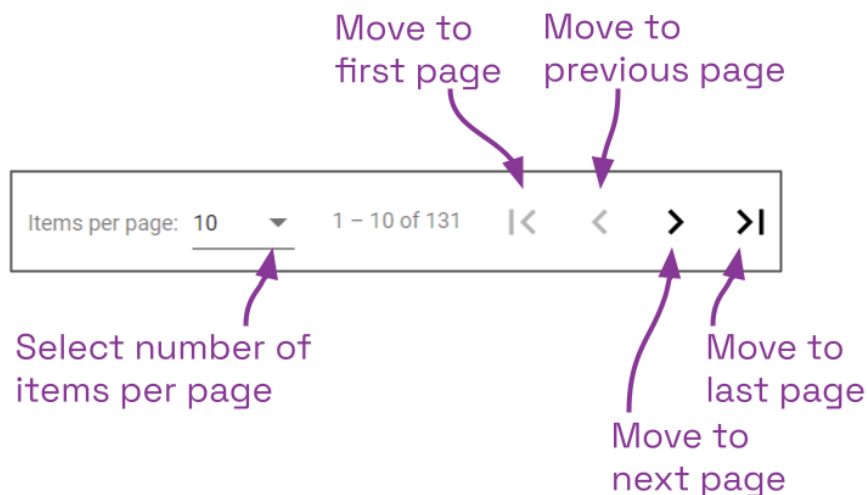 Move to
first page
Move to
previous page
Items per page: 10
1 – 10 of 131
Select number of
items per page
Move to
last page
Move to
next page